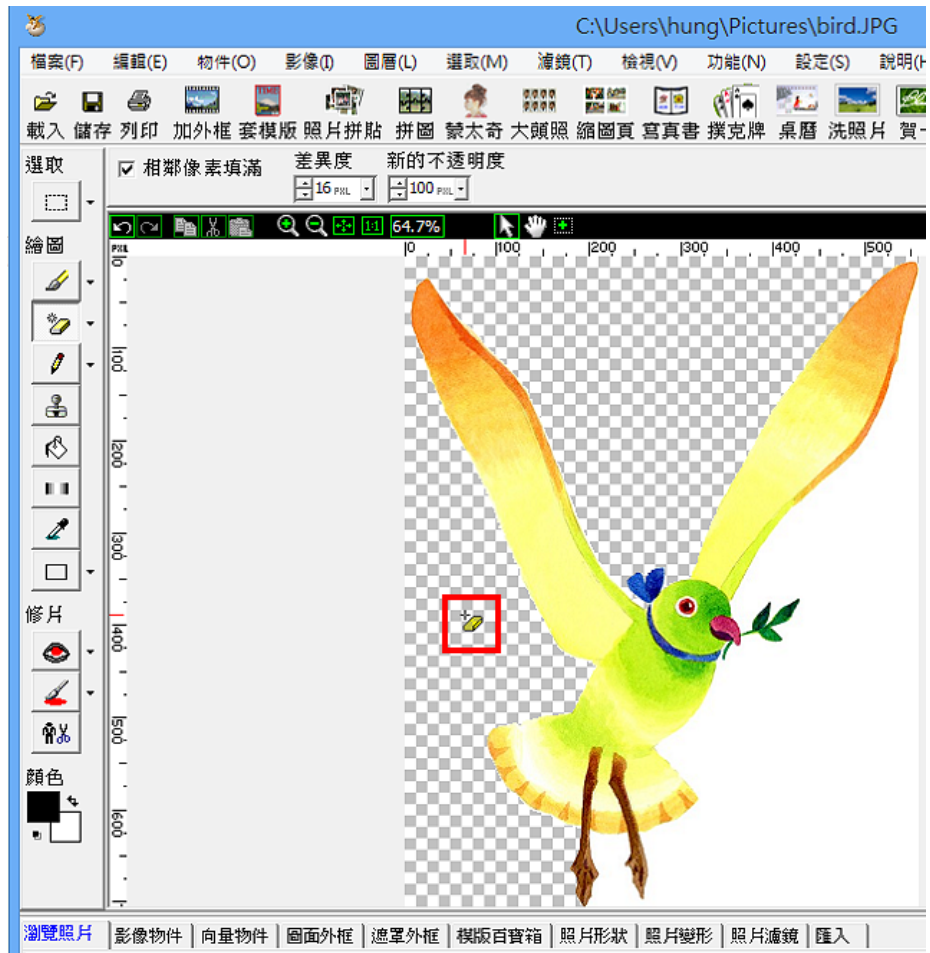 C:\Users\hung\Pictures\bird.JPG
檔案(F) 編輯(E) 物件(O) 影像(I) 圖層(L) 選取(M) 濾鏡(T) 檢視(V) 功能(N) 設定(S) 說明(H
載入 儲存 列印 加外框 套模版 照片拼貼 拼圖 蒙太奇 大頭照 縮圖頁 寫真書 撲克牌 桌曆 洗照片 賀
選取 相鄰像素填滿 差異度 新的不透明度
16 PXL 100 PXL
1:1 64.7%
繪圖
PXL 0 100 200 300 400 500
0
100
200
300
400
500
600
修片
顏色
瀏覽照片 影像物件 向量物件 圖面外框 遮罩外框 模版百寶箱 照片形狀 照片變形 照片濾鏡 匯入